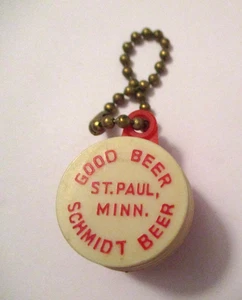 GOOD BEER
ST. PAUL,
MINN.
SCHMIDT BEER